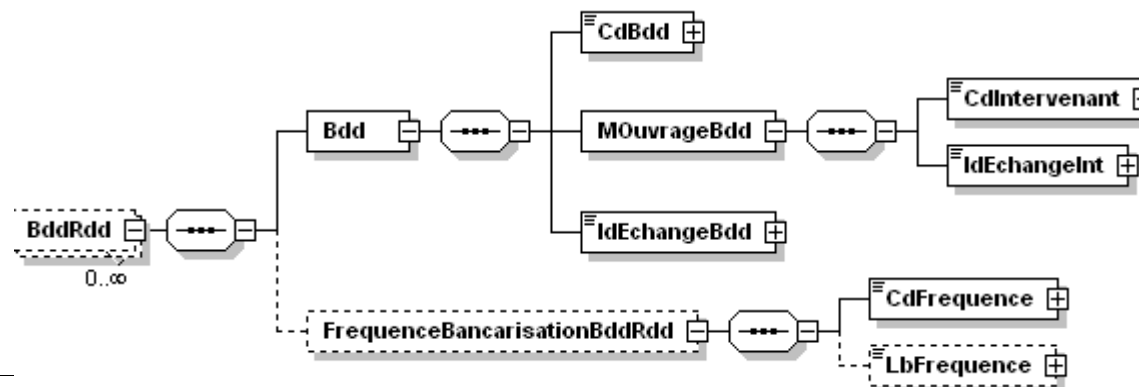 CdBdd
CdIntervenant
Bdd
MOuvrageBdd
IdEchangeInt
BddRdd
IdEchangeBdd
0..∞
CdFrequence
FrequenceBancarisationBddRdd
LbFrequence